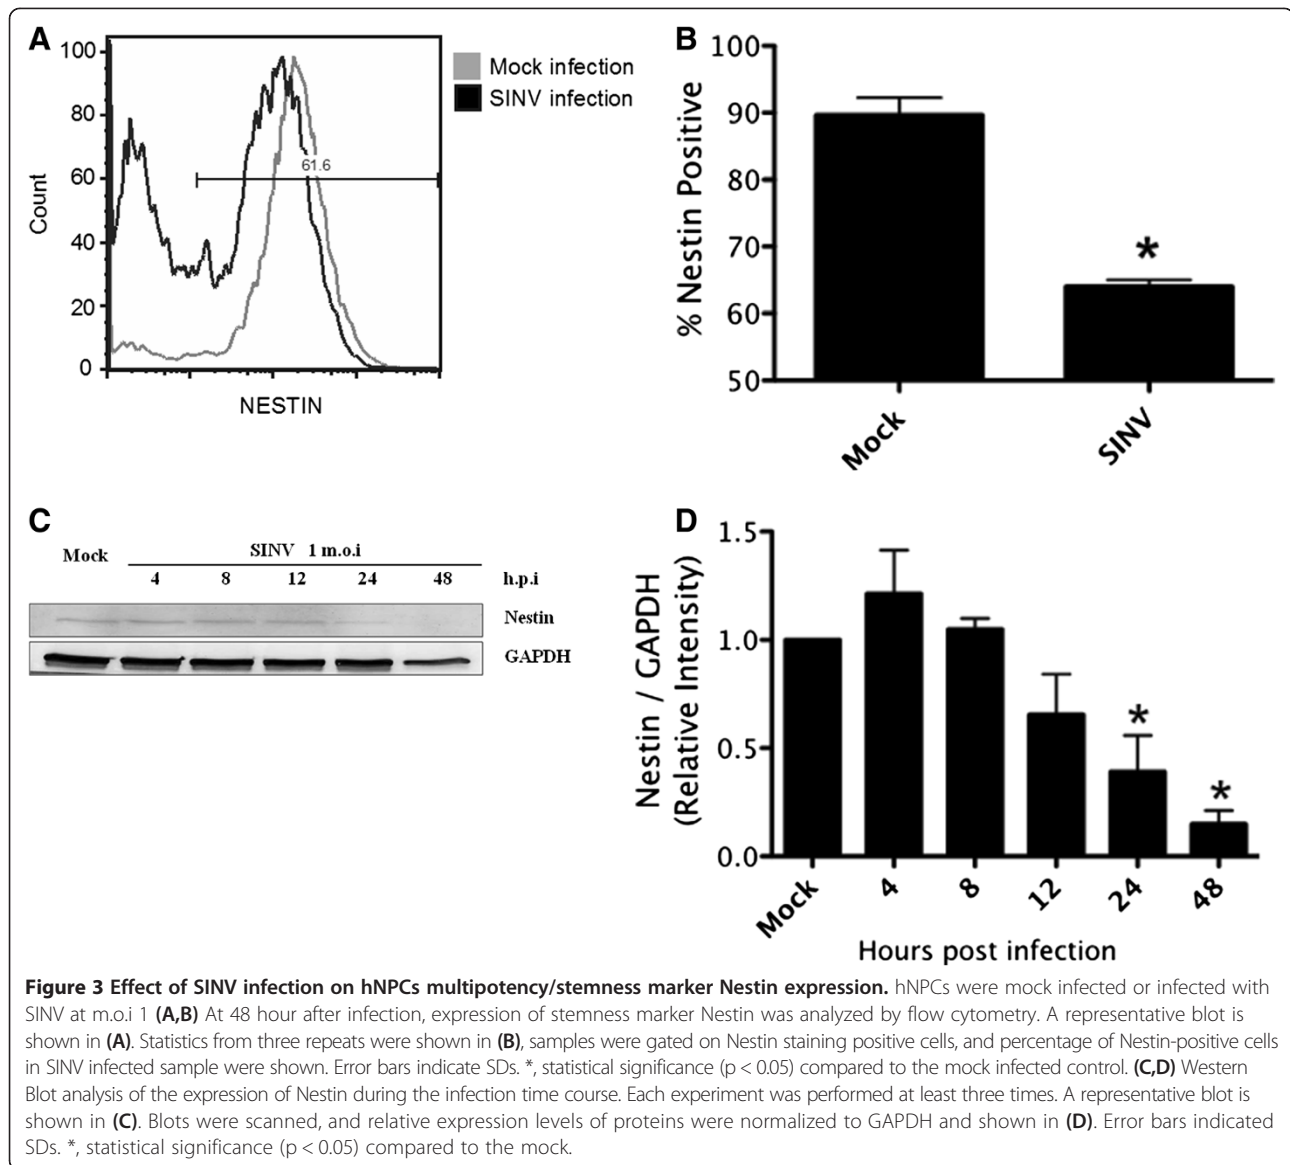 A
100
80
60
40
20
0
Count
61.6
NESTIN
Mock infection
SINV infection
B
100
90
80
70
60
50
% Nestin Positive
*
Mock
SINV
C
Mock
SINV 1 m.o.i
4 8 12 24 48 h.p.i
Nestin
GAPDH
D
1.5
1.0
0.5
0.0
Nestin / GAPDH
(Relative Intensity)
*
*
Mock 4 8 12 24 48
Hours post infection
Figure 3 Effect of SINV infection on hNPCs multipotency/stemness marker Nestin expression. hNPCs were mock infected or infected with
SINV at m.o.i 1 (A,B) At 48 hour after infection, expression of stemness marker Nestin was analyzed by flow cytometry. A representative blot is
shown in (A). Statistics from three repeats were shown in (B), samples were gated on Nestin staining positive cells, and percentage of Nestin-positive cells
in SINV infected sample were shown. Error bars indicate SDs. *, statistical significance (p < 0.05) compared to the mock infected control. (C,D) Western
Blot analysis of the expression of Nestin during the infection time course. Each experiment was performed at least three times. A representative blot is
shown in (C). Blots were scanned, and relative expression levels of proteins were normalized to GAPDH and shown in (D). Error bars indicated
SDs. *, statistical significance (p < 0.05) compared to the mock.